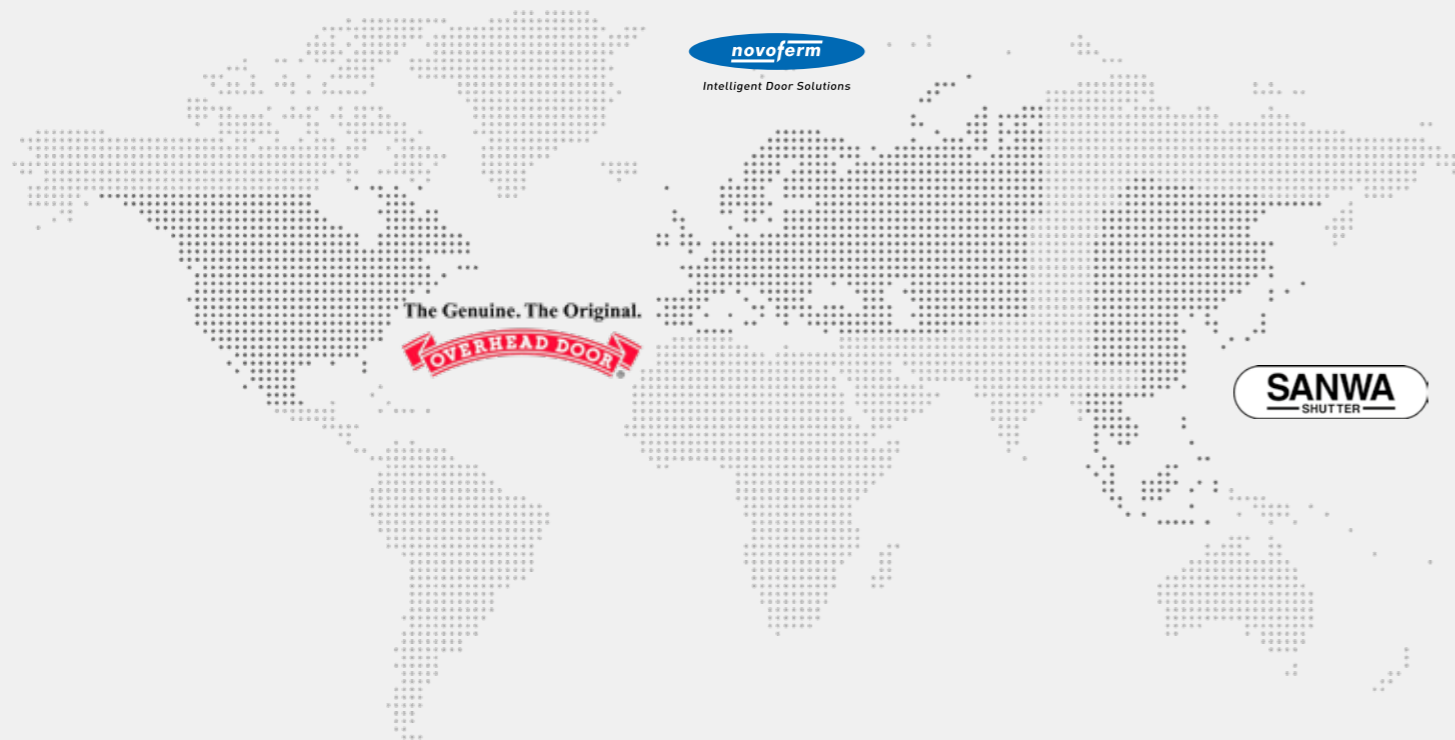 novoferm
Intelligent Door Solutions
The Genuine. The Original.
OVERHEAD DOOR
®
SANWA
SHUTTER